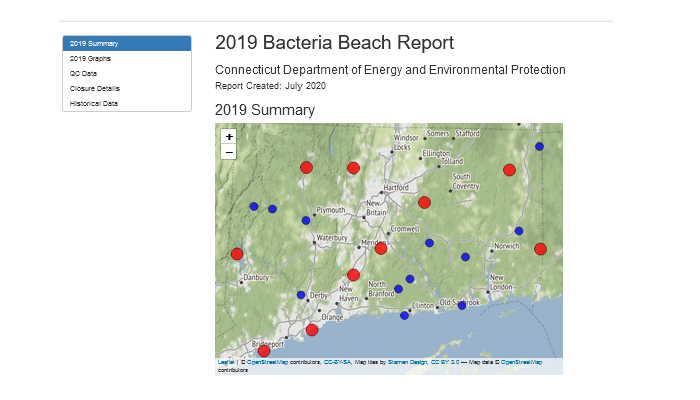 2019 Summary
2019 Graphs
QC Data
Closure Details
Historical Data
2019 Bacteria Beach Report
Connecticut Department of Energy and Environmental Protection
Report Created: July 2020
2019 Summary
+
−
Windsor
Locks
Somers
Stafford
Ellington
Tolland
South
Coventry
Hartford
New
Britain
Plymouth
Cromwell
Waterbury
Meriden
Norwich
Danbury
New
London
North
Branford
New
Haven
Derby
Clinton
Old Saybrook
Orange
Bridgeport
Leaflet | © OpenStreetMap contributors, CC-BY-SA, Map tiles by Stamen Design, CC BY 3.0 — Map data © OpenStreetMap
contributors